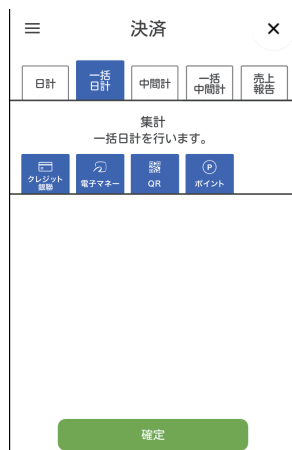 決済
日計
一括
日計
中間計
一括
中間計
売上
報告
集計
一括日計を行います。
クレジット
銀聯
電子マネー
QR
P
ポイント
確定